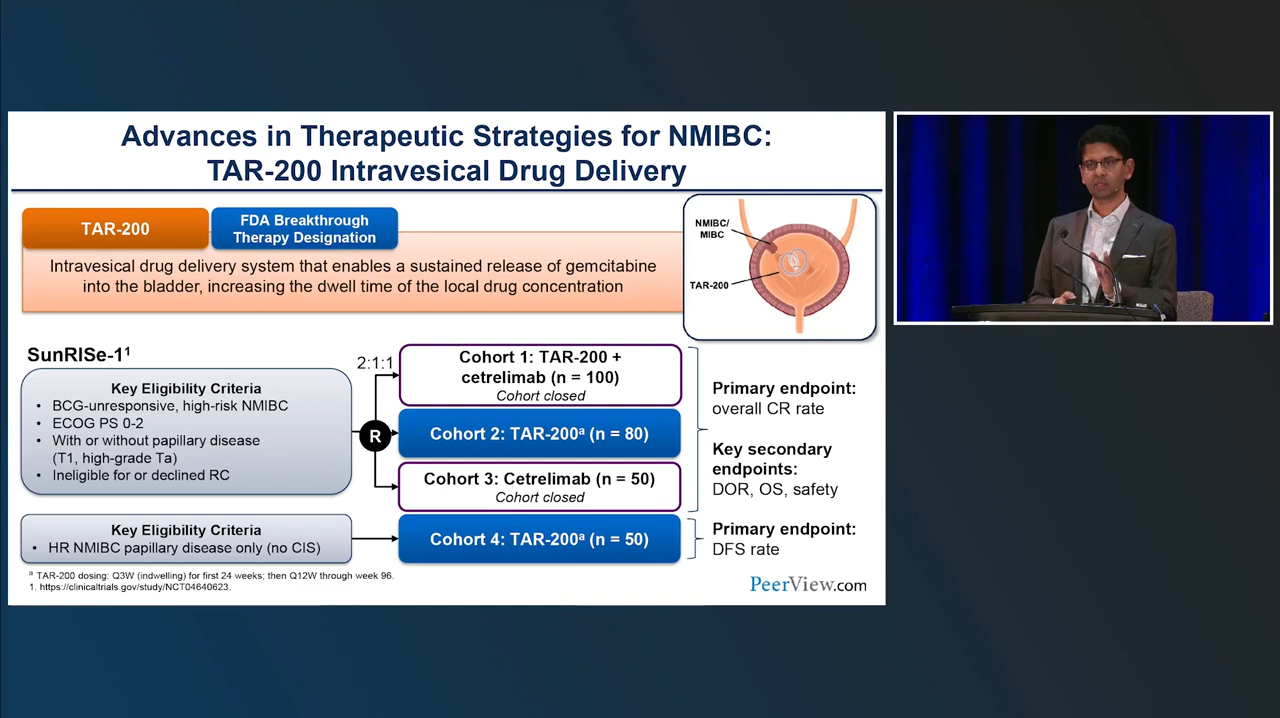 Advances in Therapeutic Strategies for NMIBC:
TAR-200 Intravesical Drug Delivery
TAR-200
FDA Breakthrough
Therapy Designation
Intravesical drug delivery system that enables a sustained release of gemcitabine
into the bladder, increasing the dwell time of the local drug concentration
NMIBC/
MIBC
TAR-200
SunRISe-1¹
Key Eligibility Criteria
• BCG-unresponsive, high-risk NMIBC
• ECOG PS 0-2
• With or without papillary disease
(T1, high-grade Ta)
• Ineligible for or declined RC
2:1:1
R
Cohort 1: TAR-200 +
cetrelimab (n = 100)
Cohort closed
Cohort 2: TAR-200ᵃ (n = 80)
Cohort 3: Cetrelimab (n = 50)
Cohort closed
Primary endpoint:
overall CR rate
Key secondary
endpoints:
DOR, OS, safety
Key Eligibility Criteria
• HR NMIBC papillary disease only (no CIS)
Cohort 4: TAR-200ᵃ (n = 50)
Primary endpoint:
DFS rate
ᵃ TAR-200 dosing: Q3W (indwelling) for first 24 weeks; then Q12W through week 96.
1. https://clinicaltrials.gov/study/NCT04640623.
PeerView.com